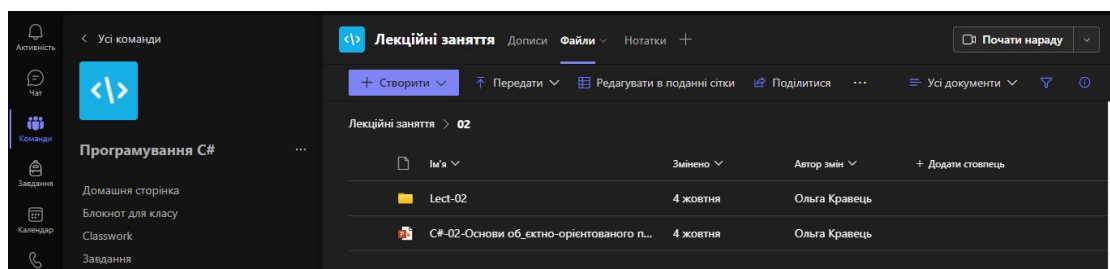 Активність
Чат
Команди
Завдання
Календар
Усі команди
Програмування C#
...
Домашня сторінка
Блокнот для класу
Classwork
Завдання
Лекційні заняття Дописи Файли Нотатки +
Почати нараду
+ Створити Передати Редагувати в поданні сітки Поділитися ... Усі документи
Лекційні заняття > 02
Ім'я Змінено Автор змін + Додати стовпець
Lect-02 4 жовтня Ольга Кравець
C#-02-Основи об_єктно-орієнтованого п... 4 жовтня Ольга Кравець